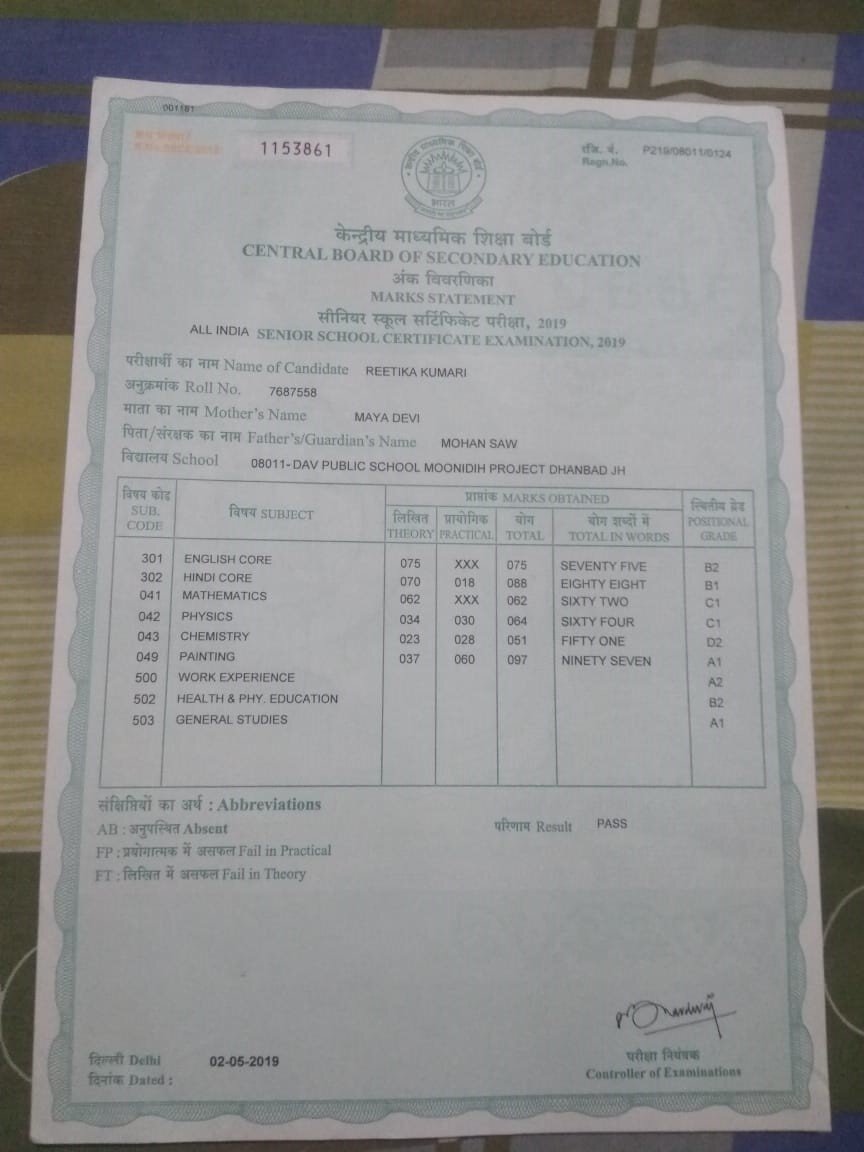 001161
1153861
रजि. नं. P219/08011/0124
Regn.No.
केन्द्रीय माध्यमिक शिक्षा बोर्ड
भारत
केन्द्रीय माध्यमिक शिक्षा बोर्ड
CENTRAL BOARD OF SECONDARY EDUCATION
अंक विवरणिका
MARKS STATEMENT
सीनियर स्कूल सर्टिफिकेट परीक्षा, 2019
ALL INDIA SENIOR SCHOOL CERTIFICATE EXAMINATION, 2019
परीक्षार्थी का नाम Name of Candidate REETIKA KUMARI
अनुक्रमांक Roll No. 7687558
माता का नाम Mother's Name MAYA DEVI
पिता/संरक्षक का नाम Father's/Guardian's Name MOHAN SAW
विद्यालय School 08011- DAV PUBLIC SCHOOL MOONIDIH PROJECT DHANBAD JH
विषय कोड विषय SUBJECT प्राप्तांक MARKS OBTAINED स्थितीय ग्रेड
SUB. लिखित प्रायोगिक योग योग शब्दों में POSITIONAL
CODE THEORY PRACTICAL TOTAL TOTAL IN WORDS GRADE
301 ENGLISH CORE 075 XXX 075 SEVENTY FIVE B2
302 HINDI CORE 070 018 088 EIGHTY EIGHT B1
041 MATHEMATICS 062 XXX 062 SIXTY TWO C1
042 PHYSICS 034 030 064 SIXTY FOUR C1
043 CHEMISTRY 023 028 051 FIFTY ONE D2
049 PAINTING 037 060 097 NINETY SEVEN A1
500 WORK EXPERIENCE A2
502 HEALTH & PHY. EDUCATION B2
503 GENERAL STUDIES A1
संक्षिप्तियों का अर्थ : Abbreviations
AB : अनुपस्थित Absent परिणाम Result PASS
FP : प्रयोगात्मक में असफल Fail in Practical
FT : लिखित में असफल Fail in Theory
दिल्ली Delhi 02-05-2019 परीक्षा नियंत्रक
दिनांक Dated : Controller of Examinations